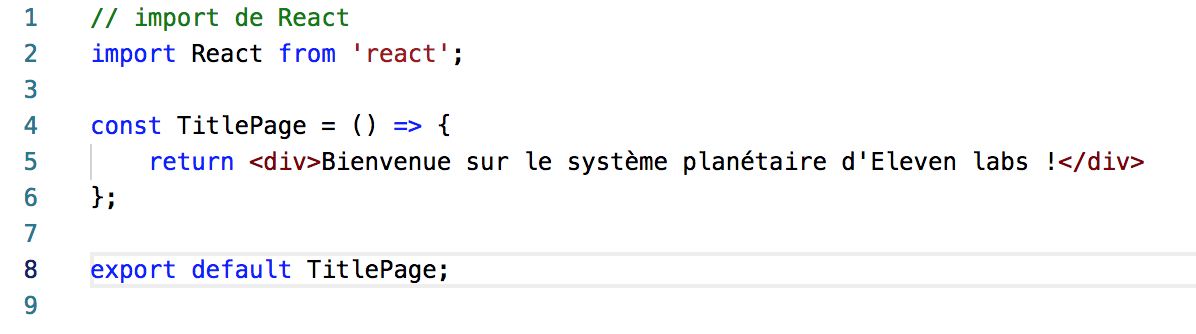 1 // import de React
2 import React from 'react';
3
4 const TitlePage = () => {
5 return <div>Bienvenue sur le système planétaire d'Eleven labs !</div>
6 };
7
8 export default TitlePage;
9